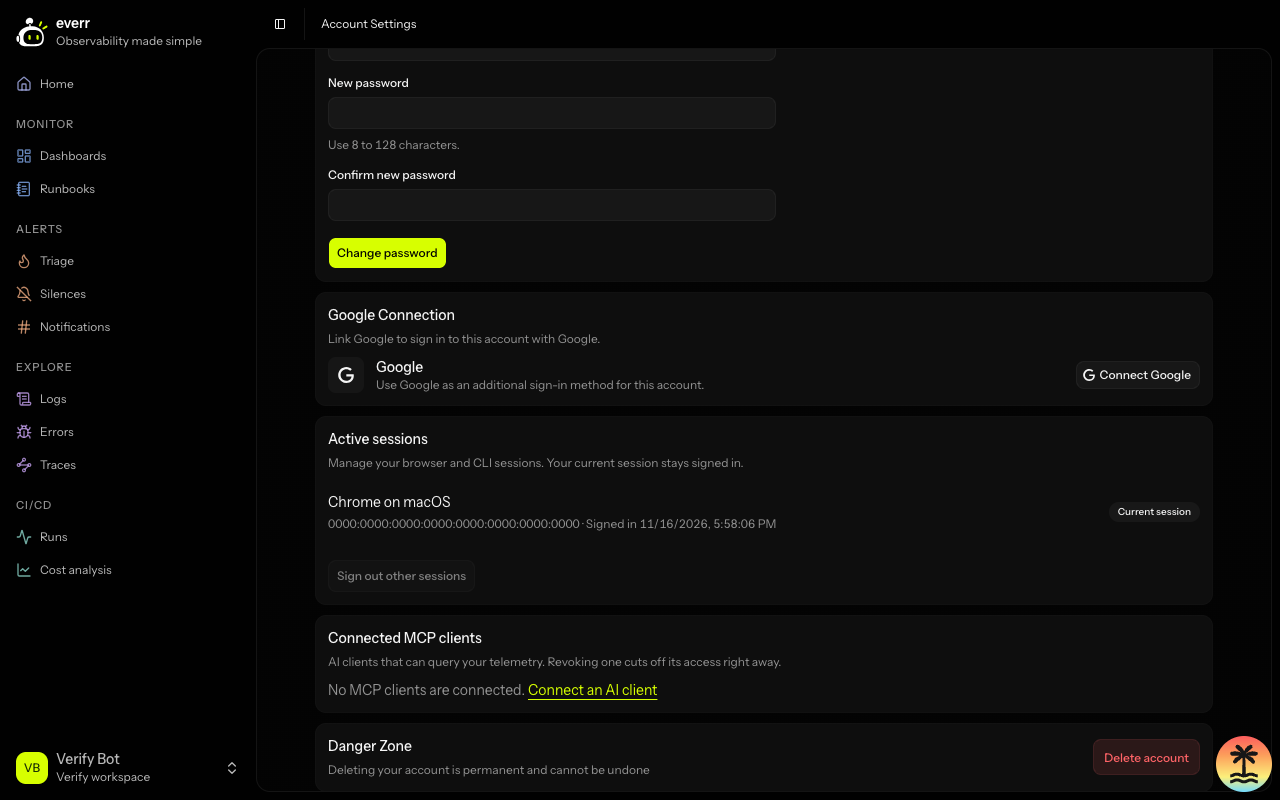 everr
Observability made simple
Account Settings
Home
MONITOR
Dashboards
Runbooks
ALERTS
Triage
Silences
Notifications
EXPLORE
Logs
Errors
Traces
CI/CD
Runs
Cost analysis
VB
Verify Bot
Verify workspace
New password
Use 8 to 128 characters.
Confirm new password
Change password
Google Connection
Link Google to sign in to this account with Google.
Google
Use Google as an additional sign-in method for this account.
Connect Google
Active sessions
Manage your browser and CLI sessions. Your current session stays signed in.
Chrome on macOS
0000:0000:0000:0000:0000:0000:0000:0000 · Signed in 11/16/2026, 5:58:06 PM
Current session
Sign out other sessions
Connected MCP clients
AI clients that can query your telemetry. Revoking one cuts off its access right away.
No MCP clients are connected. Connect an AI client
Danger Zone
Deleting your account is permanent and cannot be undone
Delete account